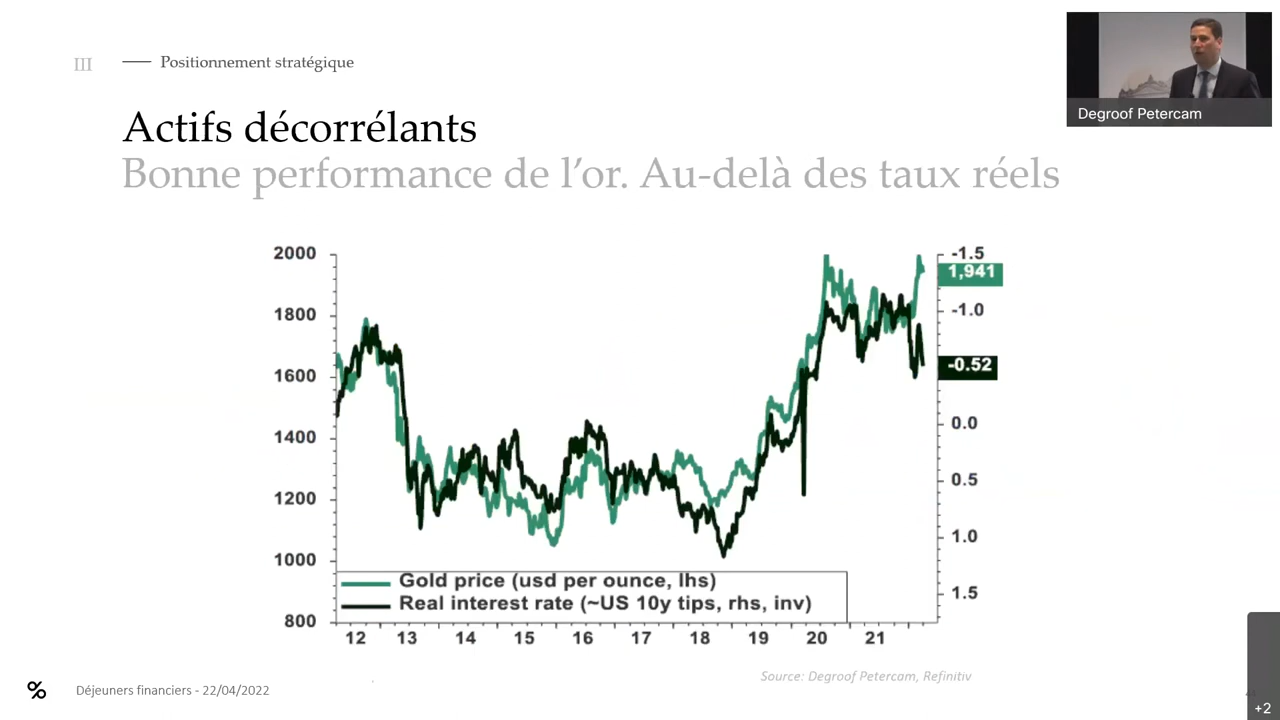 III
Positionnement stratégique
Degroof Petercam
Actifs décorrélants
Bonne performance de l’or. Au-delà des taux réels
2000
1800
1600
1400
1200
1000
800
-1.5
1,941
-1.0
-0.52
0.0
0.5
1.0
1.5
Gold price (usd per ounce, lhs)
Real interest rate (~US 10y tips, rhs, inv)
12 13 14 15 16 17 18 19 20 21
Source: Degroof Petercam, Refinitiv
% Déjeuners financiers - 22/04/2022
+2